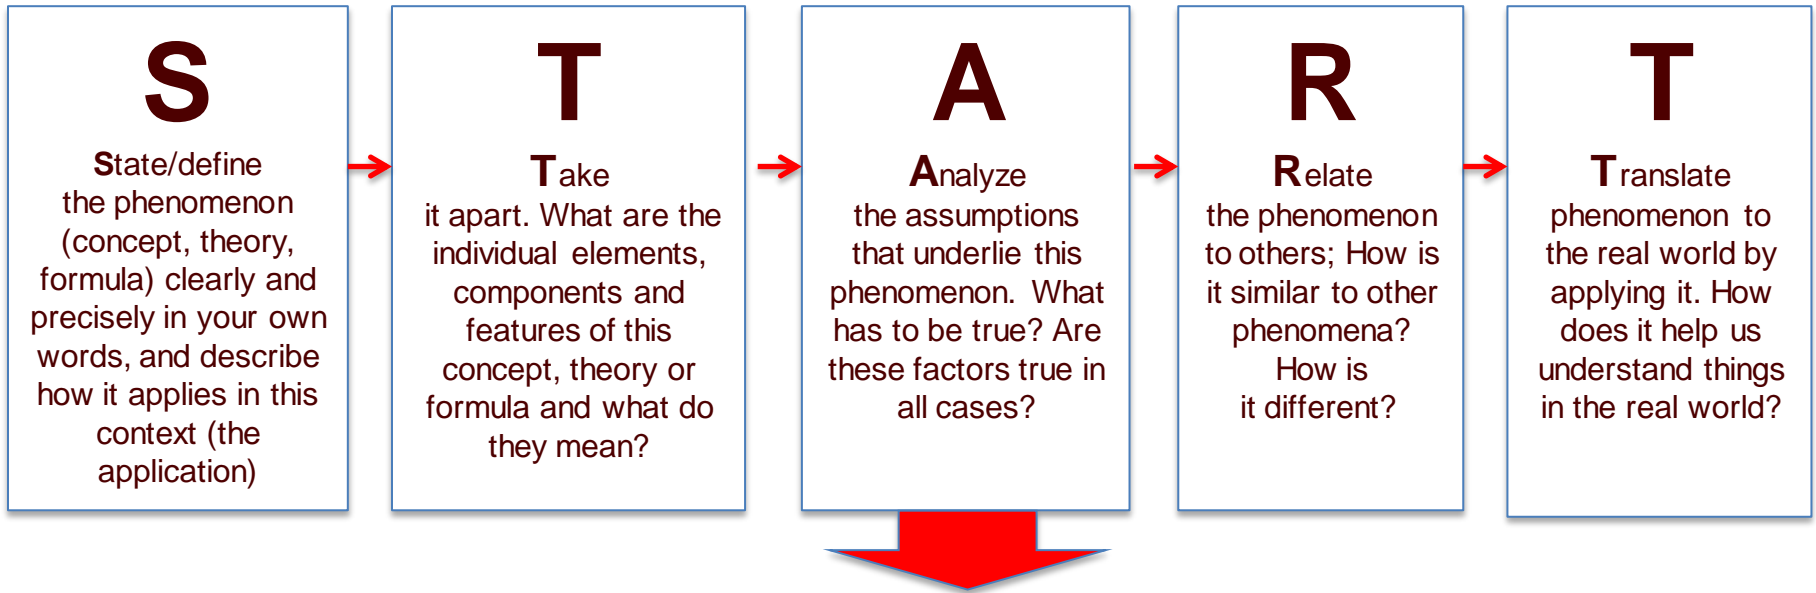 S
State/define
the phenomenon
(concept, theory,
formula) clearly and
precisely in your own
words, and describe
how it applies in this
context (the
application)
T
Take
it apart. What are the
individual elements,
components and
features of this
concept, theory or
formula and what do
they mean?
A
Analyze
the assumptions
that underlie this
phenomenon. What
has to be true? Are
these factors true in
all cases?
R
Relate
the phenomenon
to others; How is
it similar to other
phenomena?
How is
it different?
T
Translate
phenomenon to
the real world by
applying it. How
does it help us
understand things
in the real world?